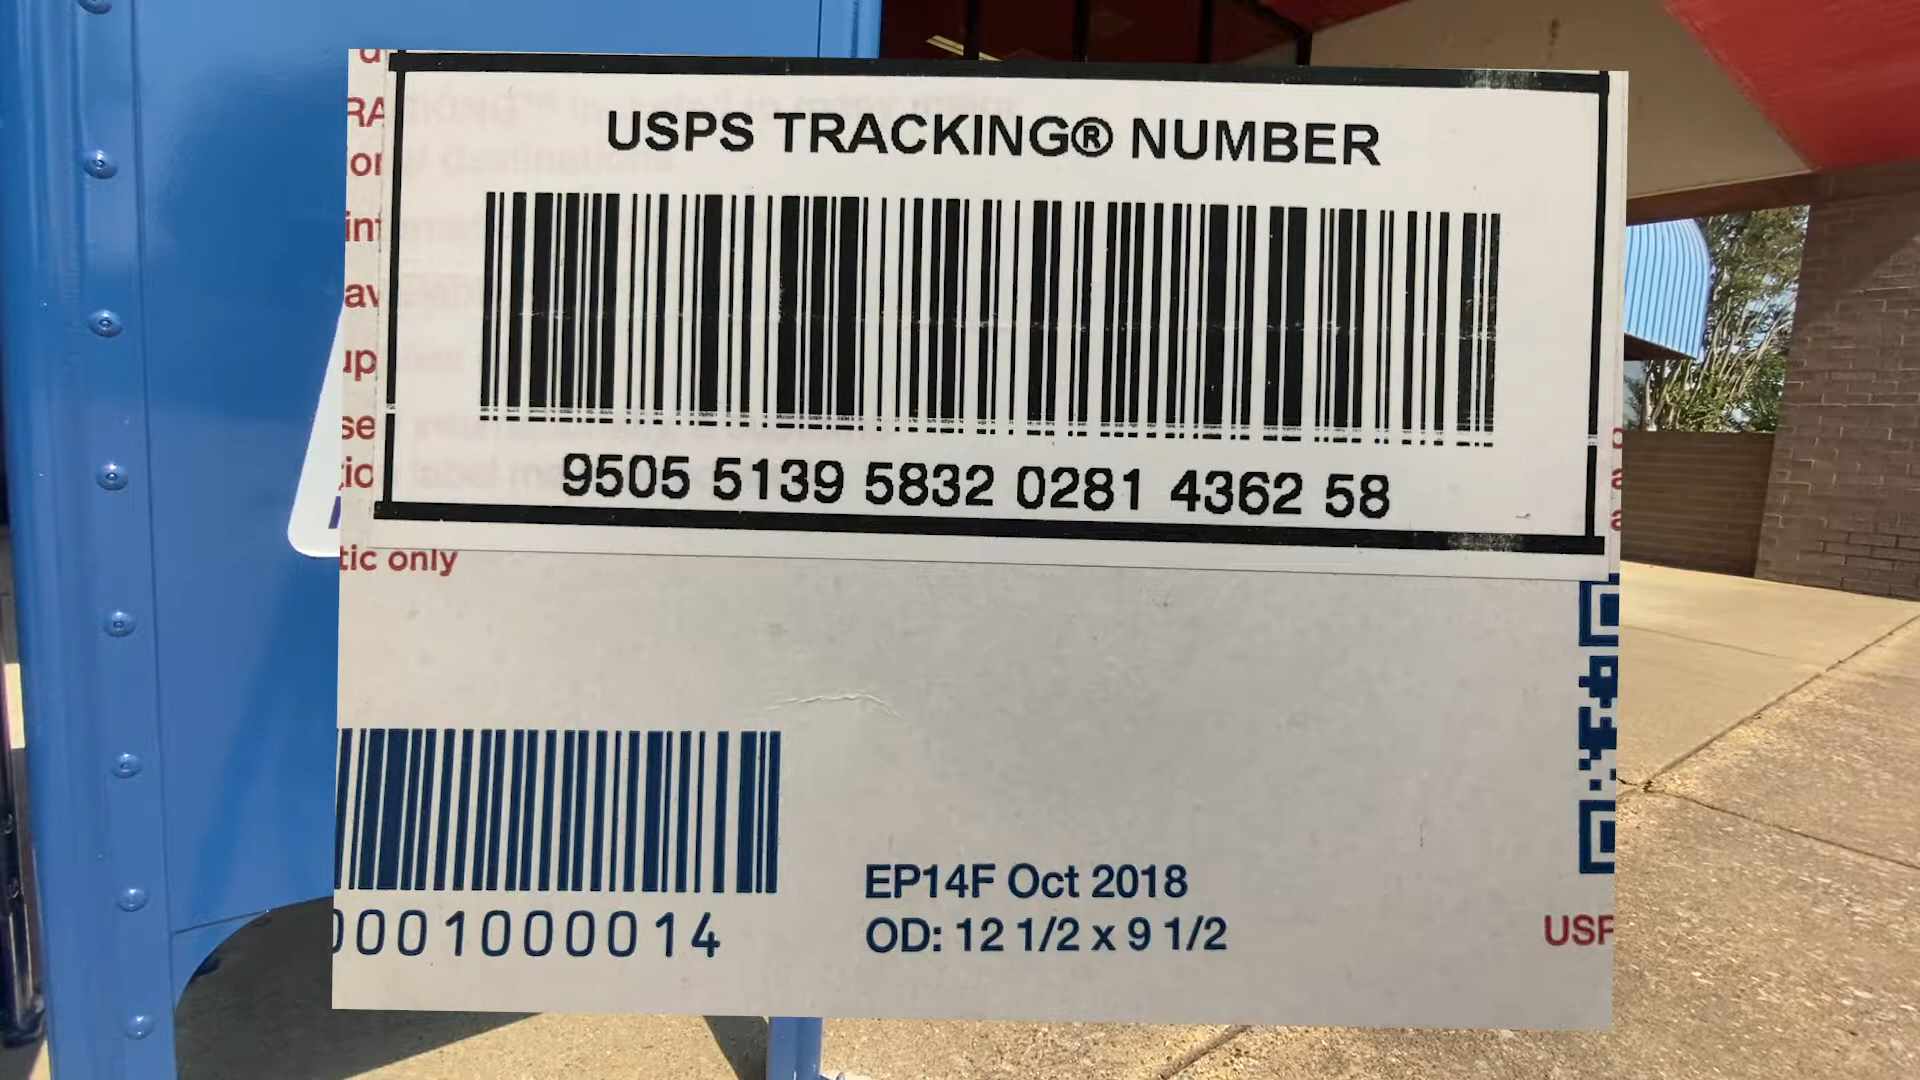 USPS TRACKING® NUMBER
9505 5139 5832 0281 4362 58
tic only
0001000014
EP14F Oct 2018
OD: 12 1/2 x 9 1/2